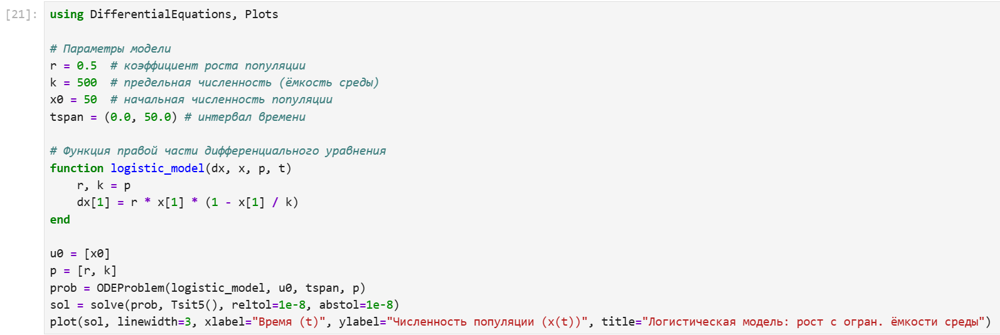 [21]: using DifferentialEquations, Plots
# Параметры модели
r = 0.5  # коэффициент роста популяции
k = 500  # предельная численность (ёмкость среды)
x0 = 50  # начальная численность популяции
tspan = (0.0, 50.0) # интервал времени
# Функция правой части дифференциального уравнения
function logistic_model(dx, x, p, t)
    r, k = p
    dx[1] = r * x[1] * (1 - x[1] / k)
end
u0 = [x0]
p = [r, k]
prob = ODEProblem(logistic_model, u0, tspan, p)
sol = solve(prob, Tsit5(), reltol=1e-8, abstol=1e-8)
plot(sol, linewidth=3, xlabel="Время (t)", ylabel="Численность популяции (x(t))", title="Логистическая модель: рост с огран. ёмкости среды")